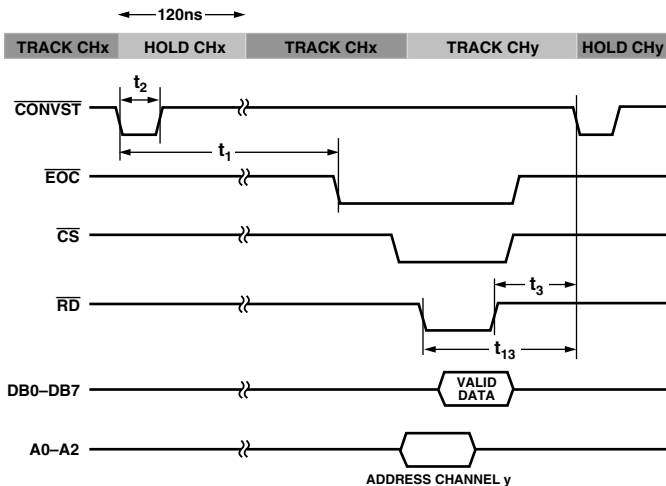 120ns
TRACK CHx HOLD CHx TRACK CHx TRACK CHy HOLD CHy
t2
CONVST
t1
EOC
CS
t3
RD
t13
DB0–DB7 VALID DATA
A0–A2
ADDRESS CHANNEL y